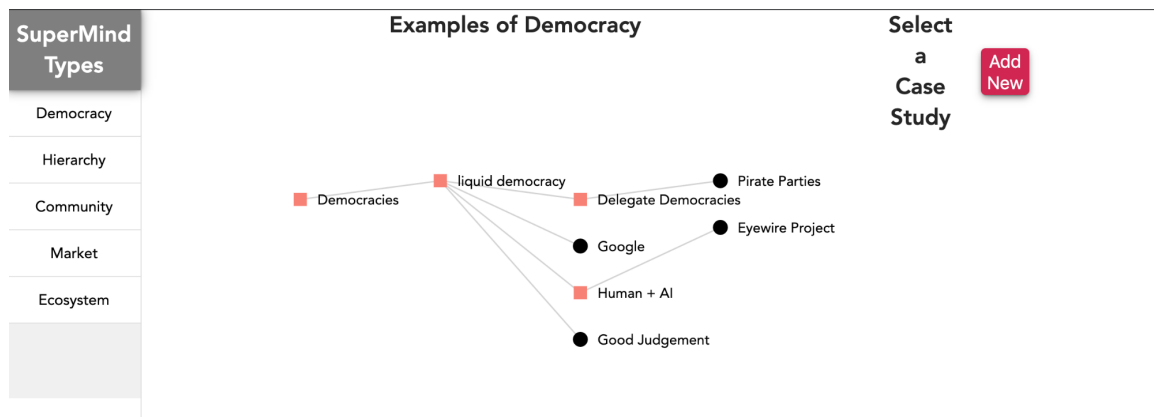 SuperMind
Types
Democracy
Hierarchy
Community
Market
Ecosystem
Examples of Democracy
Democracies
liquid democracy
Delegate Democracies
Pirate Parties
Google
Eyewire Project
Human + AI
Good Judgement
Select
a
Case
Study
Add
New